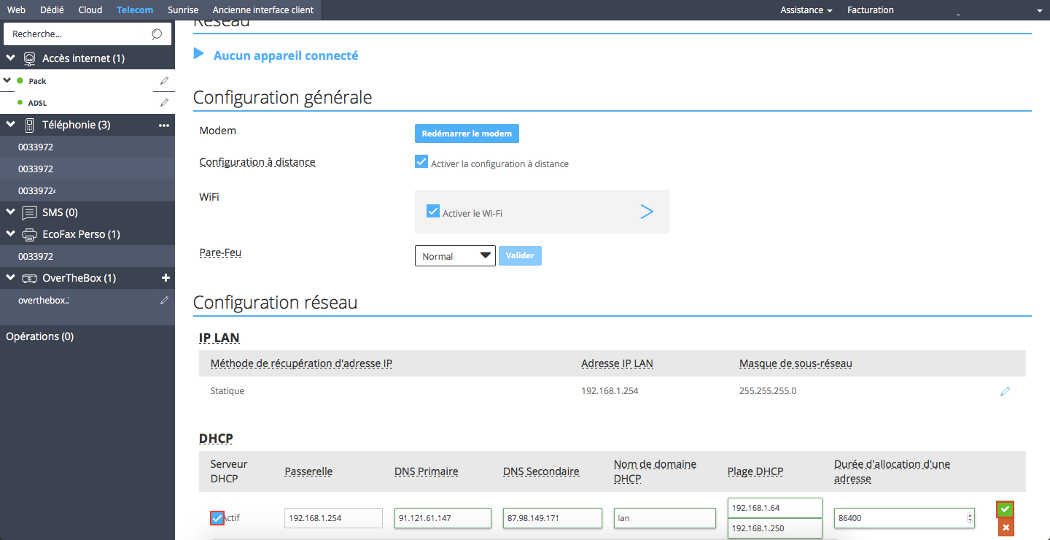 Web Dédié Cloud Telecom Sunrise Ancienne interface client Assistance Facturation
Recherche...
Accès internet (1)
Pack
ADSL
Téléphonie (3)
0033972
0033972
0033972
SMS (0)
EcoFax Perso (1)
0033972
OverTheBox (1)
overthebox.
Opérations (0)
Réseau
Aucun appareil connecté
Configuration générale
Modem Redémarrer le modem
Configuration à distance Activer la configuration à distance
WiFi Activer le Wi-Fi
Pare-Feu Normal Valider
Configuration réseau
IP LAN
Méthode de récupération d'adresse IP Adresse IP LAN Masque de sous-réseau
Statique 192.168.1.254 255.255.255.0
DHCP
Serveur DHCP Passerelle DNS Primaire DNS Secondaire Nom de domaine DHCP Plage DHCP Durée d'allocation d'une adresse
Actif 192.168.1.254 91.121.61.147 87.98.149.171 lan 192.168.1.64 86400
192.168.1.250